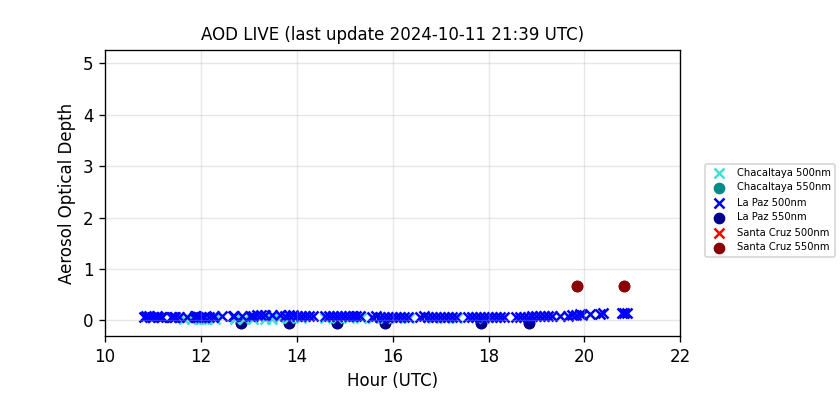 AOD LIVE (last update 2024-10-11 21:39 UTC)
Aerosol Optical Depth
5
4
3
2
1
0
10 12 14 16 18 20 22
Hour (UTC)
Chacaltaya 500nm
Chacaltaya 550nm
La Paz 500nm
La Paz 550nm
Santa Cruz 500nm
Santa Cruz 550nm